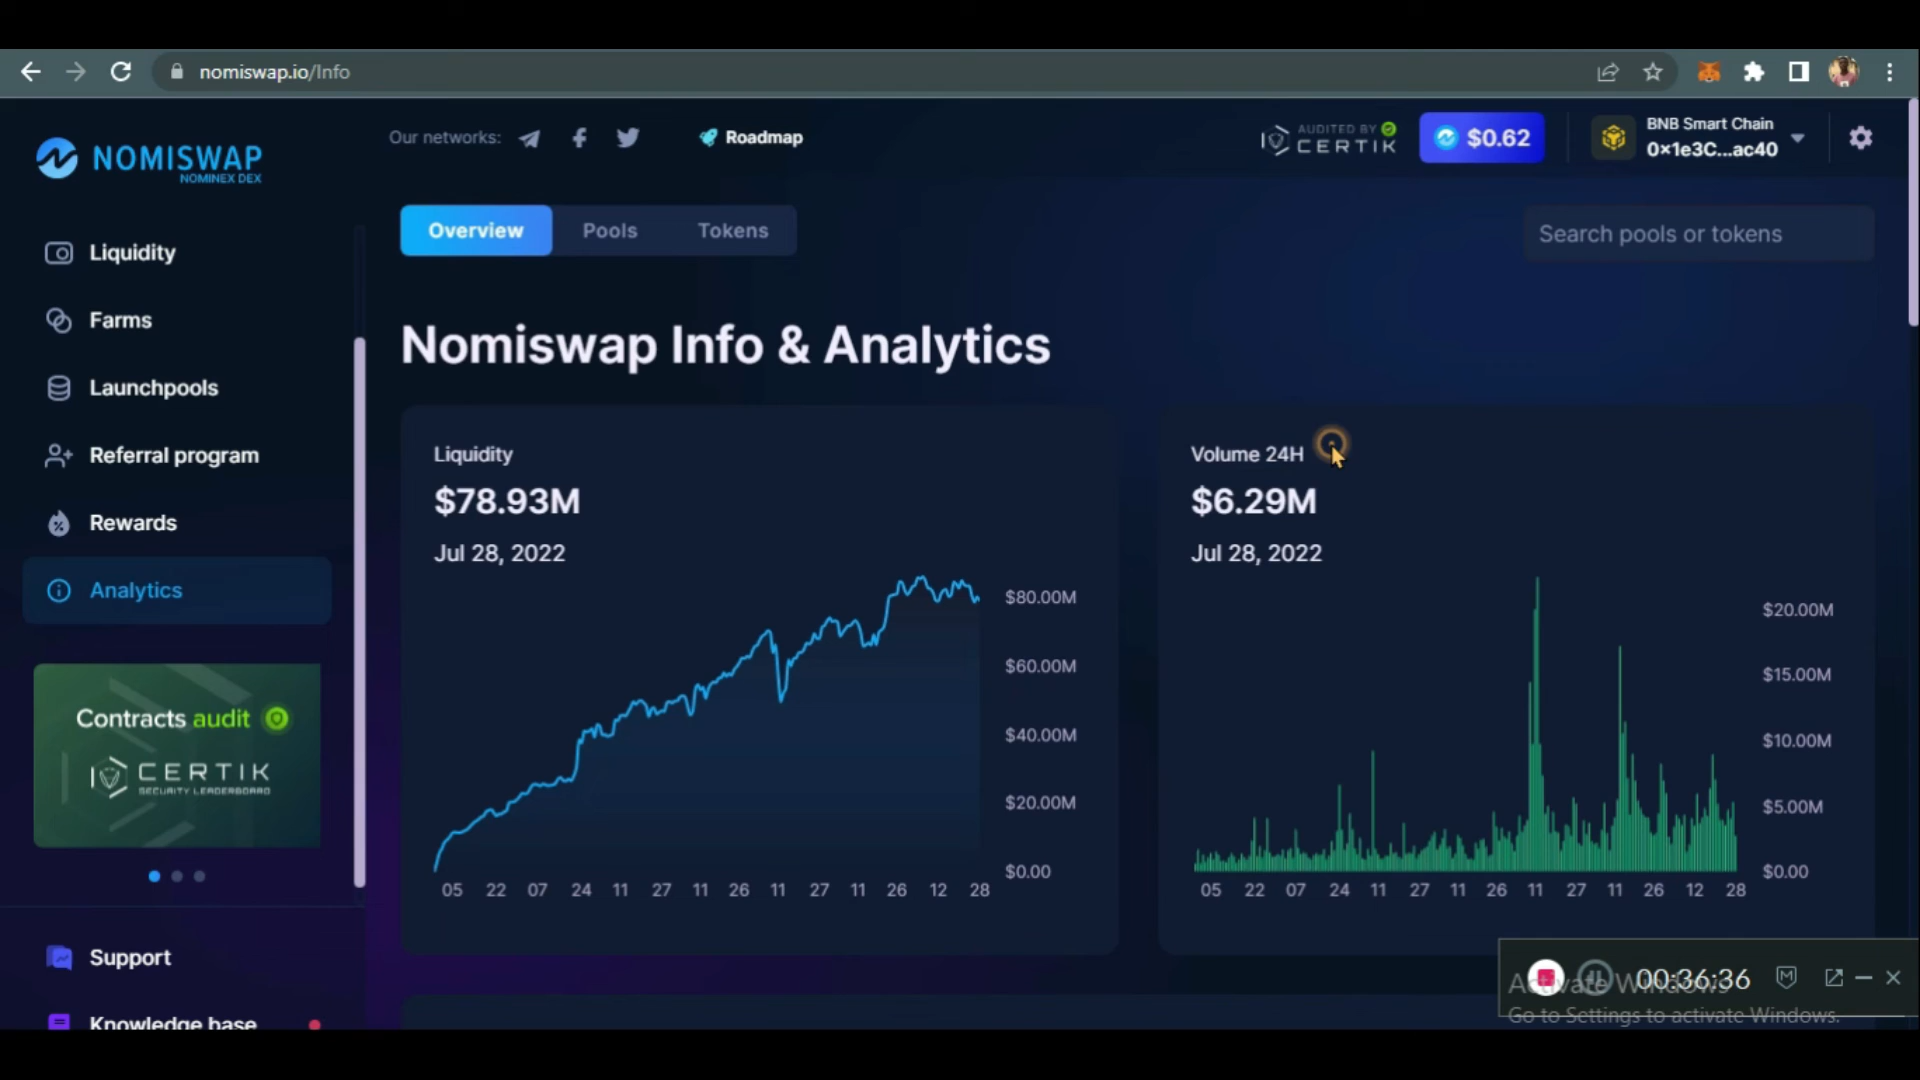 nomiswap.io/Info
NOMISWAP
NOMINEX DEX
Our networks:
Roadmap
AUDITED BY
CERTIK
$0.62
BNB Smart Chain
0x1e3C...ac40
Liquidity
Farms
Launchpools
Referral program
Rewards
Analytics
Contracts audit
CERTIK
SECURITY LEADERBOARD
Support
Knowledge base
Overview
Pools
Tokens
Search pools or tokens
Nomiswap Info & Analytics
Liquidity
$78.93M
Jul 28, 2022
$80.00M
$60.00M
$40.00M
$20.00M
$0.00
05 22 07 24 11 27 11 26 11 27 11 26 12 28
Volume 24H
$6.29M
Jul 28, 2022
$20.00M
$15.00M
$10.00M
$5.00M
$0.00
05 22 07 24 11 27 11 26 11 27 11 26 12 28
00:36:36
Activate Windows
Go to Settings to activate Windows.